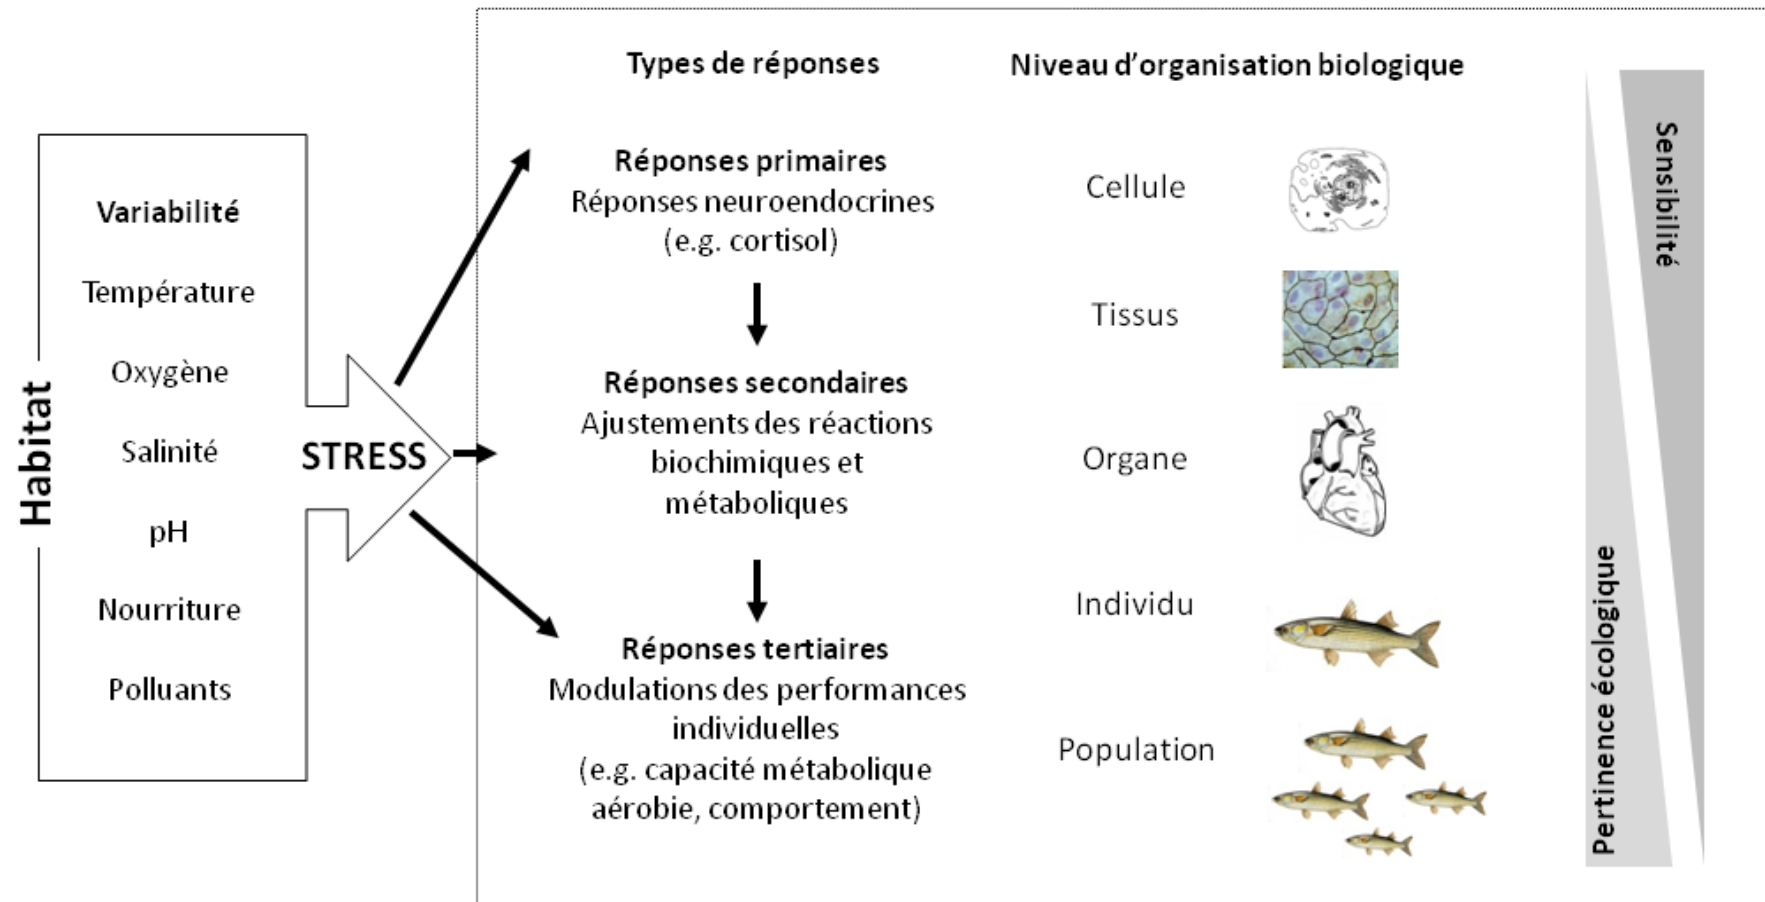 Habitat
Variabilité
Température
Oxygène
Salinité
pH
Nourriture
Polluants
STRESS
Types de réponses
Réponses primaires
Réponses neuroendocrines
(e.g. cortisol)
Réponses secondaires
Ajustements des réactions
biochimiques et
métaboliques
Réponses tertiaires
Modulations des performances
individuelles
(e.g. capacité métabolique
aérobie, comportement)
Niveau d’organisation biologique
Cellule
Tissus
Organe
Individu
Population
Pertinence écologique
Sensibilité